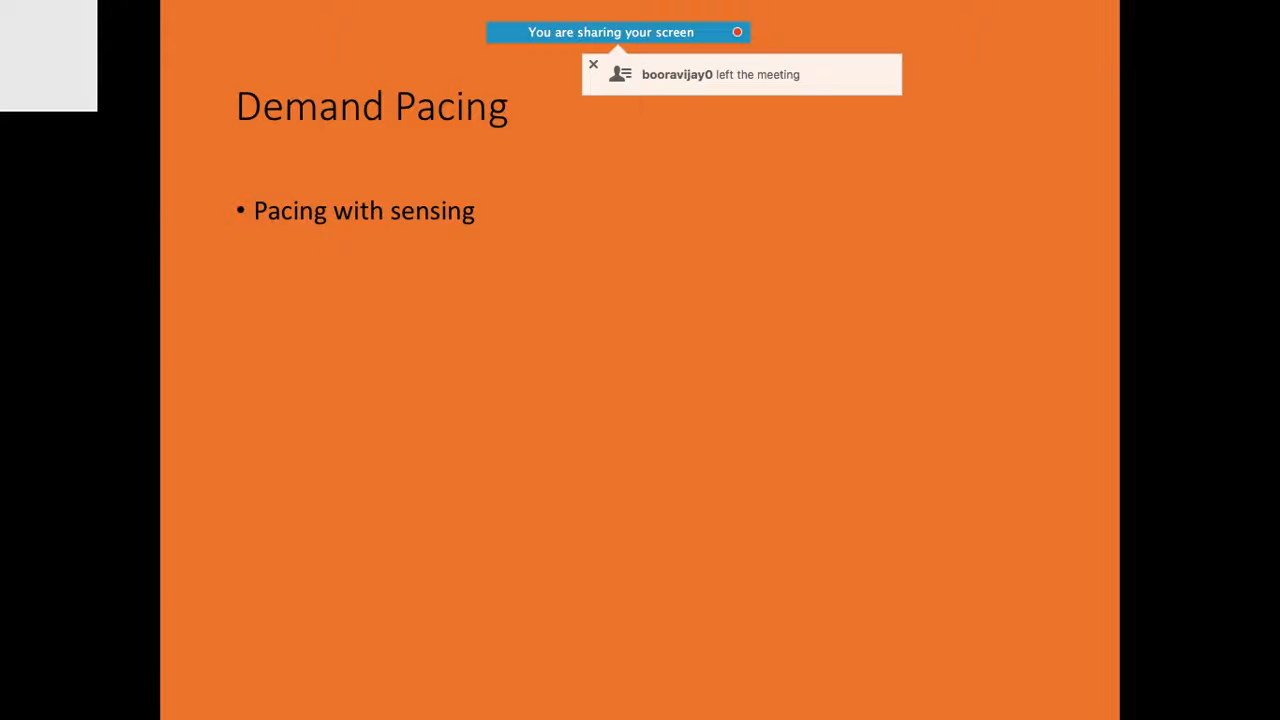 You are sharing your screen
booravijay0 left the meeting
Demand Pacing
• Pacing with sensing